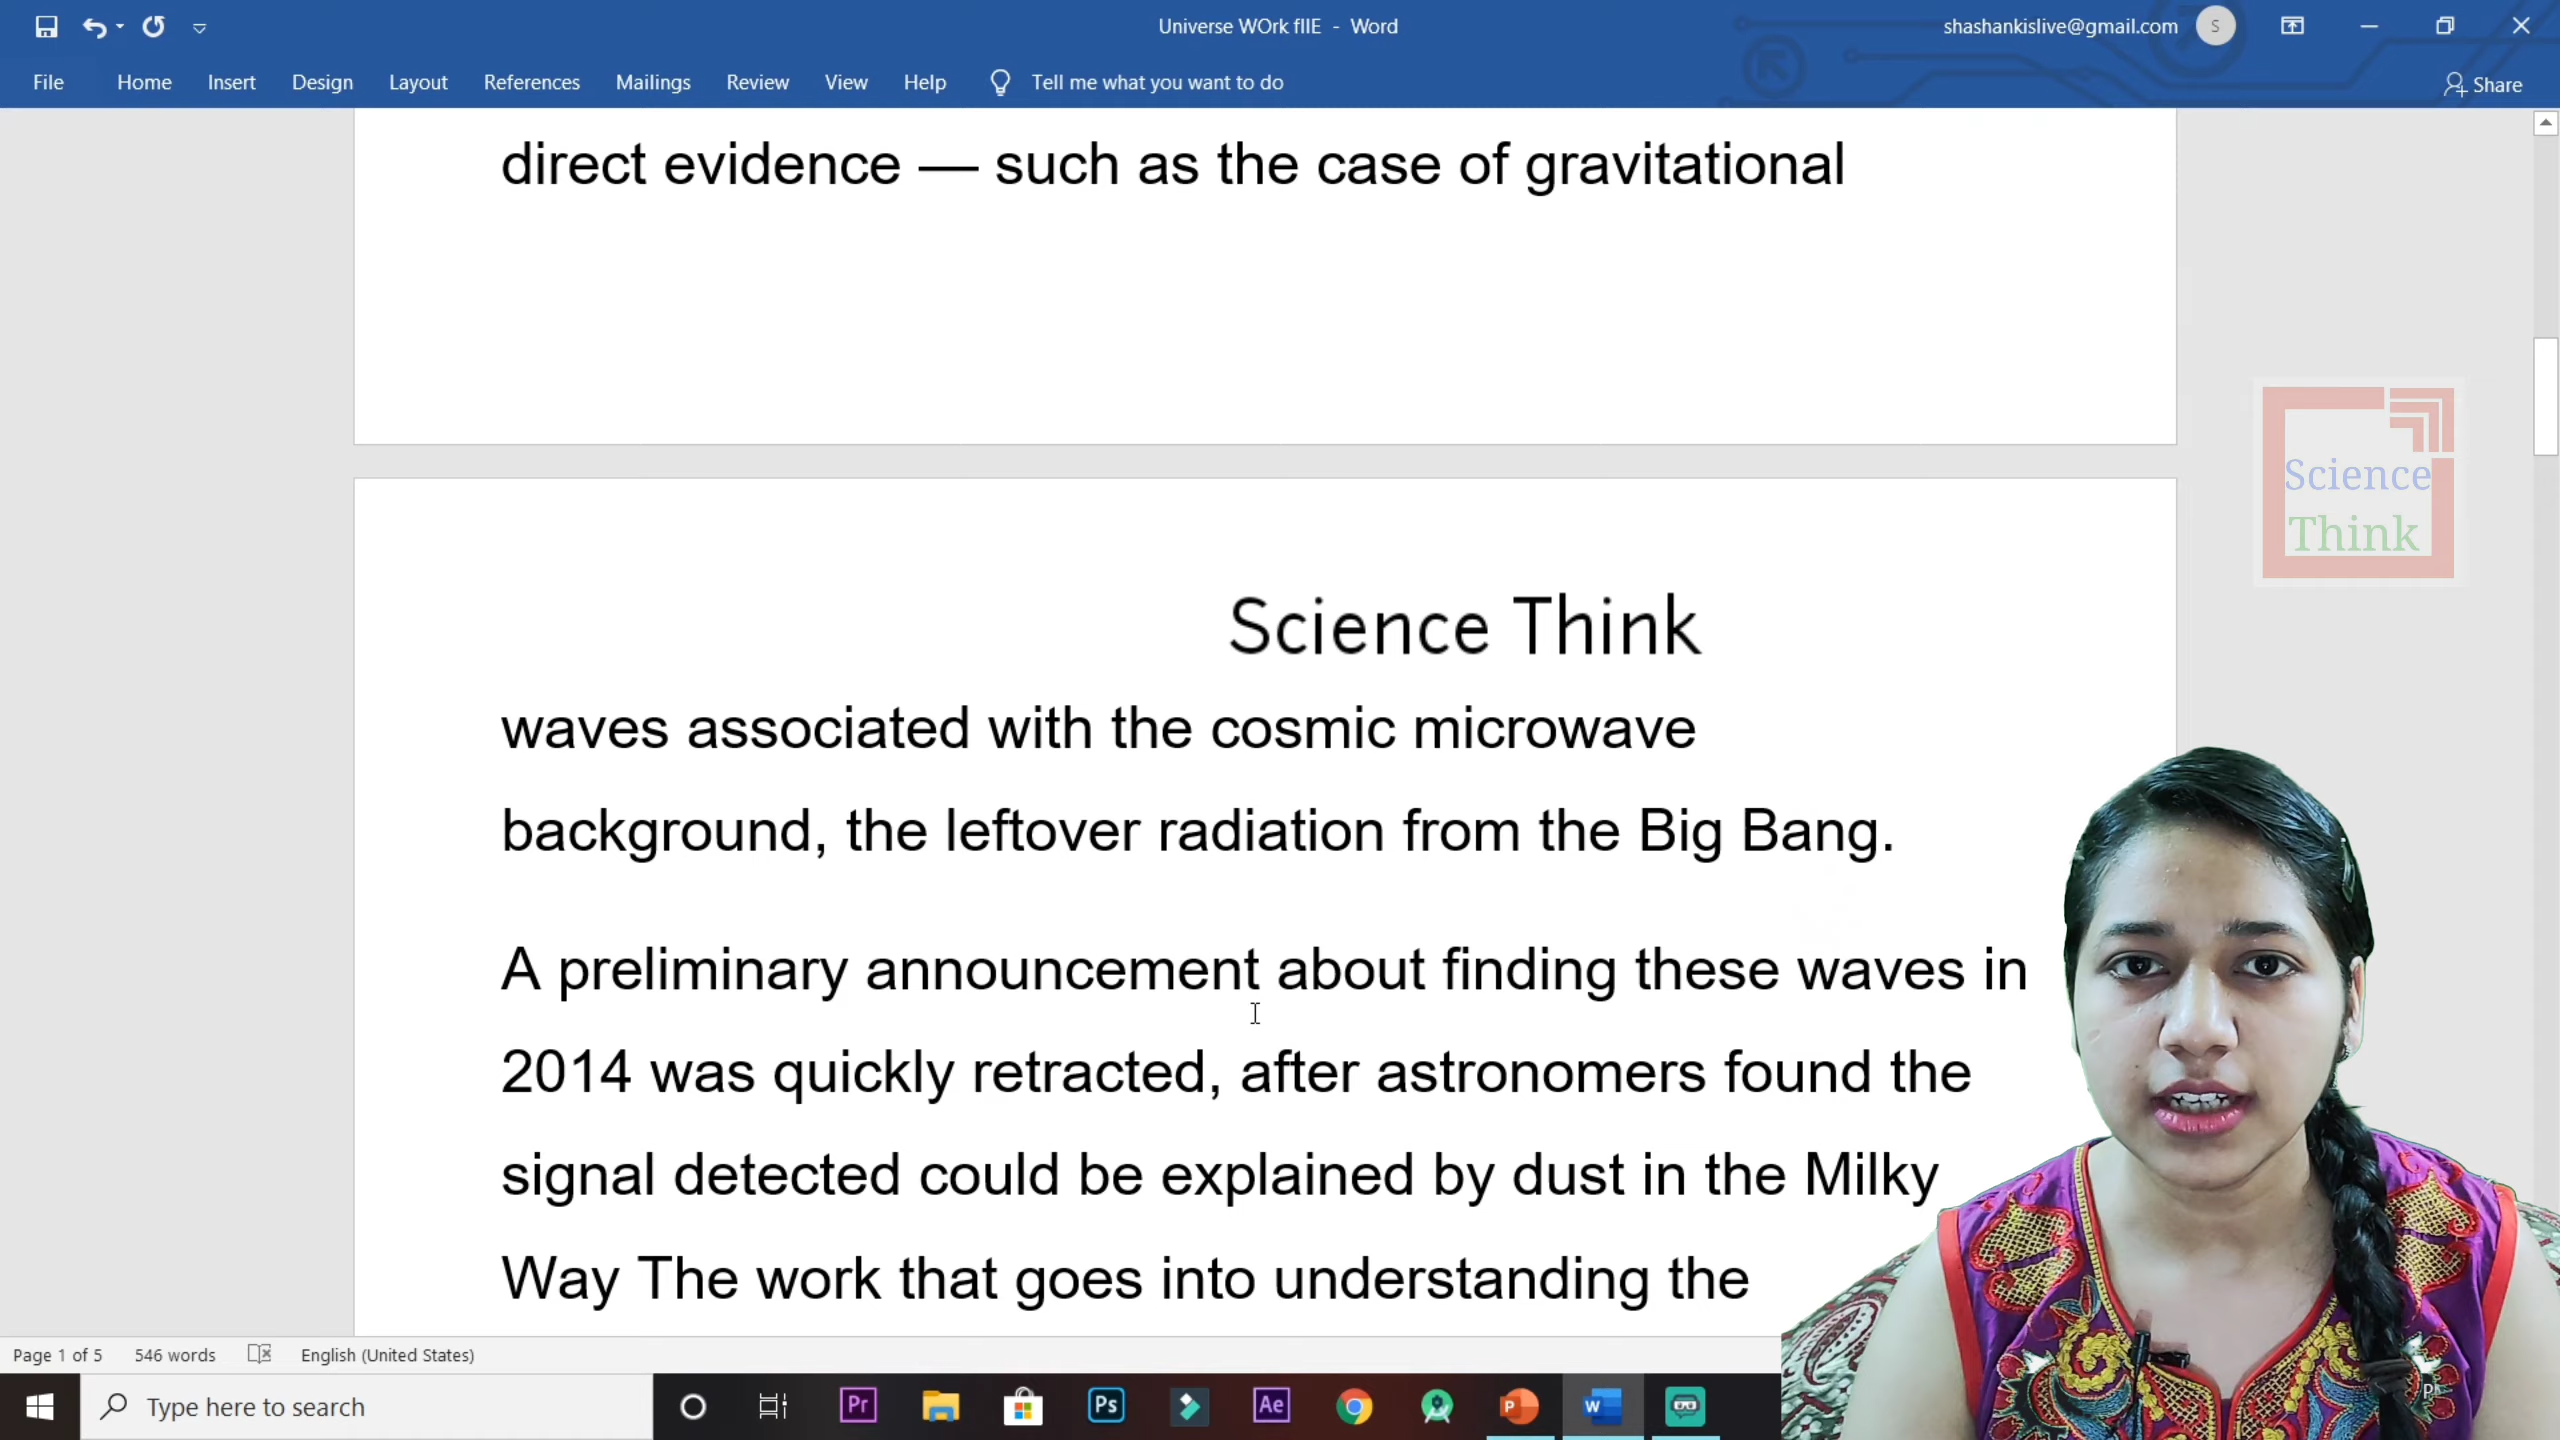 Universe WOrk fIIE - Word
shashankislive@gmail.com
S
File Home Insert Design Layout References Mailings Review View Help Tell me what you want to do
Share
direct evidence — such as the case of gravitational
Science
Think
Science Think
waves associated with the cosmic microwave
background, the leftover radiation from the Big Bang.
A preliminary announcement about finding these waves in
2014 was quickly retracted, after astronomers found the
signal detected could be explained by dust in the Milky
Way The work that goes into understanding the
Page 1 of 5 546 words English (United States)
Type here to search
Pr
Ps
Ae
P
W